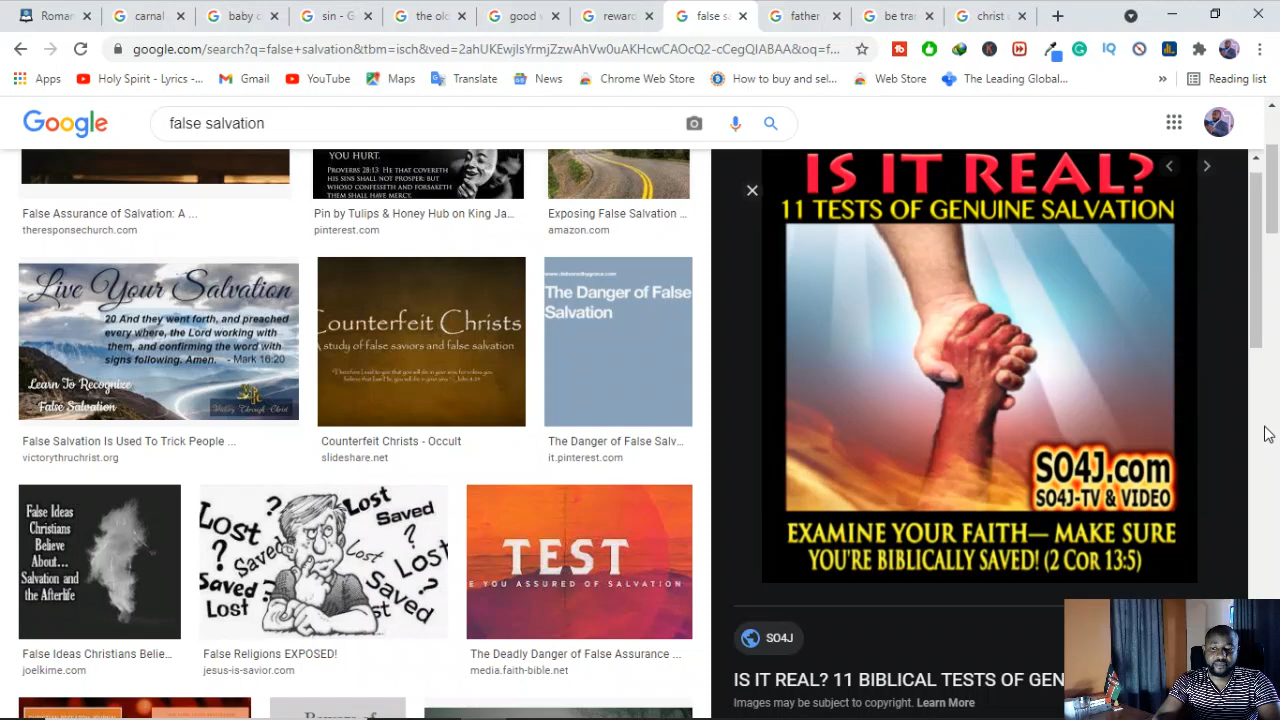 Roman
carnal
baby c
sin - G
the old
good v
reward
false sa
father
be tran
christ e
google.com/search?q=false+salvation&tbm=isch&ved=2ahUKEwjIsYrmjZzwAhVw0uAKHcwCAOcQ2-cCegQIABAA&oq=f...
Apps
Holy Spirit - Lyrics -...
Gmail
YouTube
Maps
Translate
News
Chrome Web Store
How to buy and sel...
Web Store
The Leading Global...
»
Reading list
Google
false salvation
YOU HURT.
PROVERBS 28:13 HE THAT COVERETH
HIS SINS SHALL NOT PROSPER: BUT
WHOSO CONFESSETH AND FORSAKETH
THEM SHALL HAVE MERCY.
False Assurance of Salvation: A ...
theresponsechurch.com
Pin by Tulips & Honey Hub on King Ja...
pinterest.com
Exposing False Salvation ...
amazon.com
Live Your Salvation
20 And they went forth, and preached
every where, the Lord working with
them, and confirming the word with
signs following. Amen. - Mark 16:20
Learn To Recognize
False Salvation
Victory Through Christ
Counterfeit Christs
A study of false saviors and false salvation
The Danger of False
Salvation
False Salvation Is Used To Trick People ...
victorythruchrist.org
Counterfeit Christs - Occult
slideshare.net
The Danger of False Salv...
it.pinterest.com
False Ideas
Christians
Believe
About...
Salvation and
the Afterlife
Lost
?
Lost
Saved
Lost
?
Saved
?
Saved
Lost
Lost
Lost
Saved
?
TEST
E YOU ASSURED OF SALVATION
False Ideas Christians Belie...
joelkime.com
False Religions EXPOSED!
jesus-is-savior.com
The Deadly Danger of False Assurance ...
media.faith-bible.net
IS IT REAL?
11 TESTS OF GENUINE SALVATION
SO4J.com
SO4J-TV & VIDEO
EXAMINE YOUR FAITH— MAKE SURE
YOU'RE BIBLICALLY SAVED! (2 Cor 13:5)
SO4J
IS IT REAL? 11 BIBLICAL TESTS OF GEN
Images may be subject to copyright. Learn More